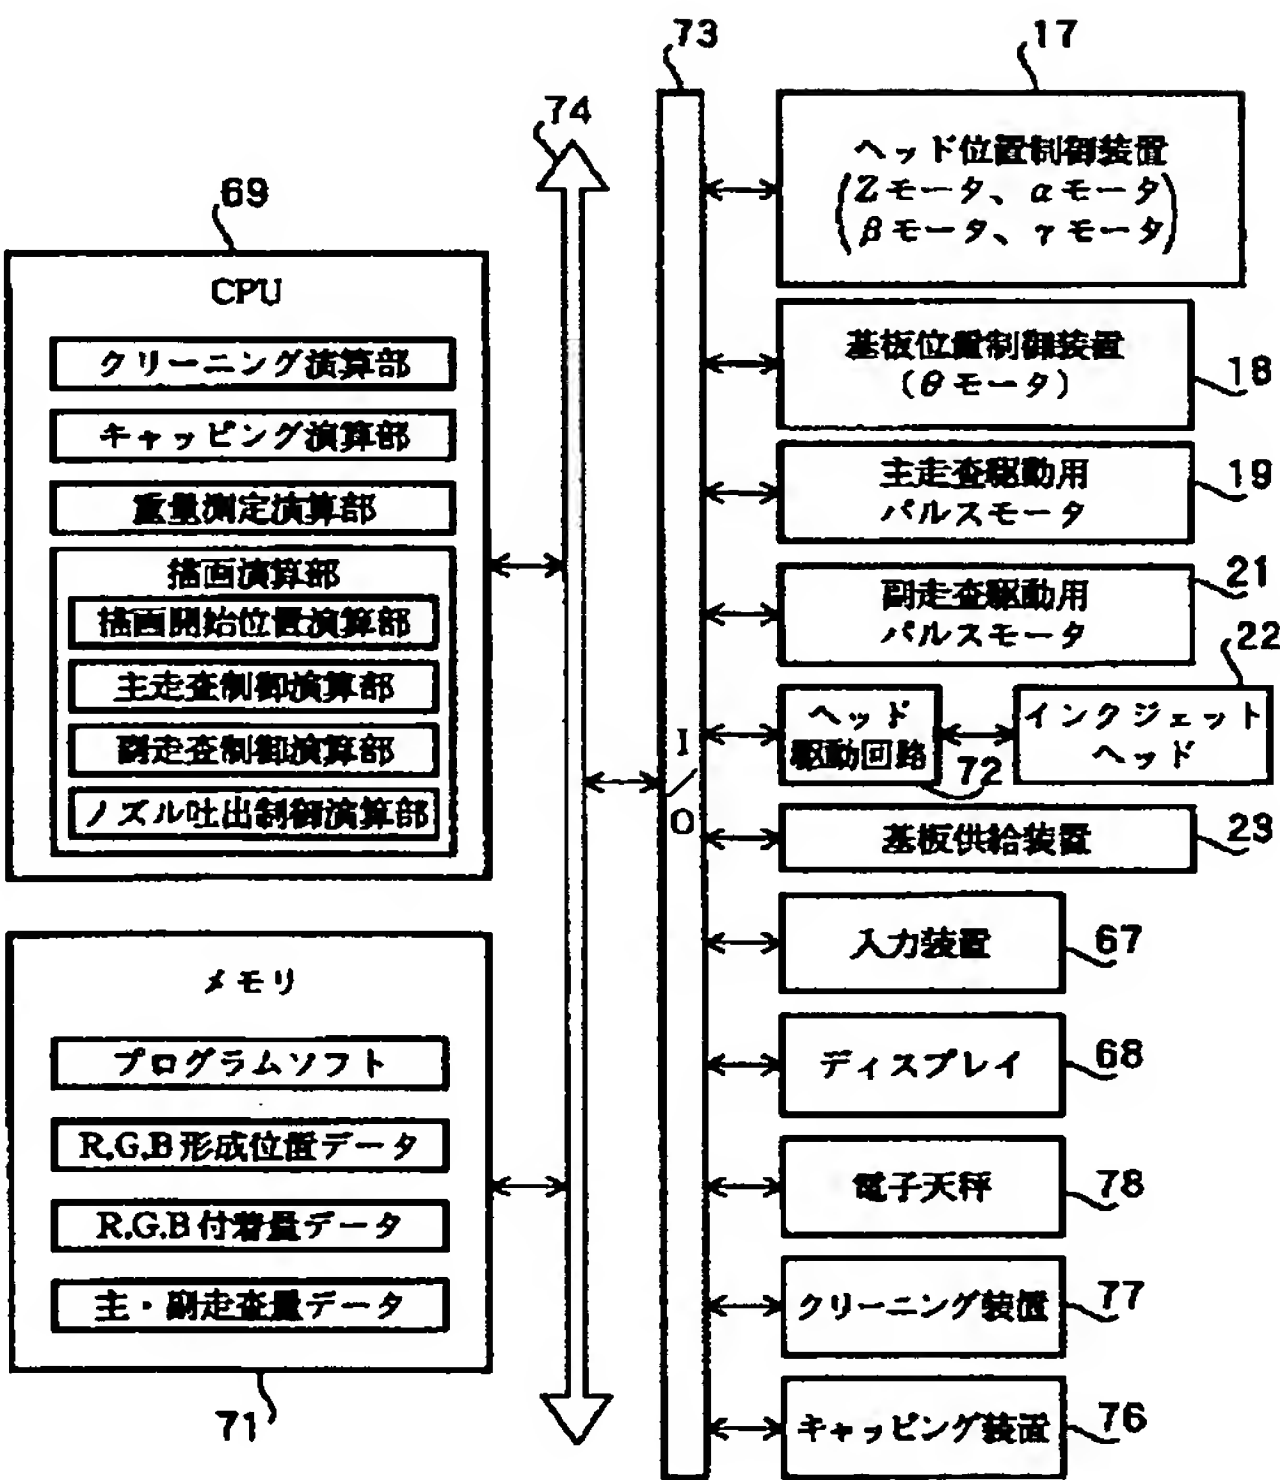 69
CPU
クリーニング演算部
キャッピング演算部
重量測定演算部
描画演算部
描画開始位置演算部
主走査制御演算部
副走査制御演算部
ノズル吐出制御演算部
メモリ
プログラムソフト
R,G,B形成位置データ
R,G,B付着量データ
主・副走査量データ
71
74
73
I/O
17
ヘッド位置制御装置
(Zモータ、αモータ
βモータ、γモータ)
基板位置制御装置
(θモータ)
18
主走査駆動用
パルスモータ
19
副走査駆動用
パルスモータ
21
ヘッド
駆動回路
72
22
インクジェット
ヘッド
基板供給装置
23
入力装置
67
ディスプレイ
68
電子天秤
78
クリーニング装置
77
キャッピング装置
76